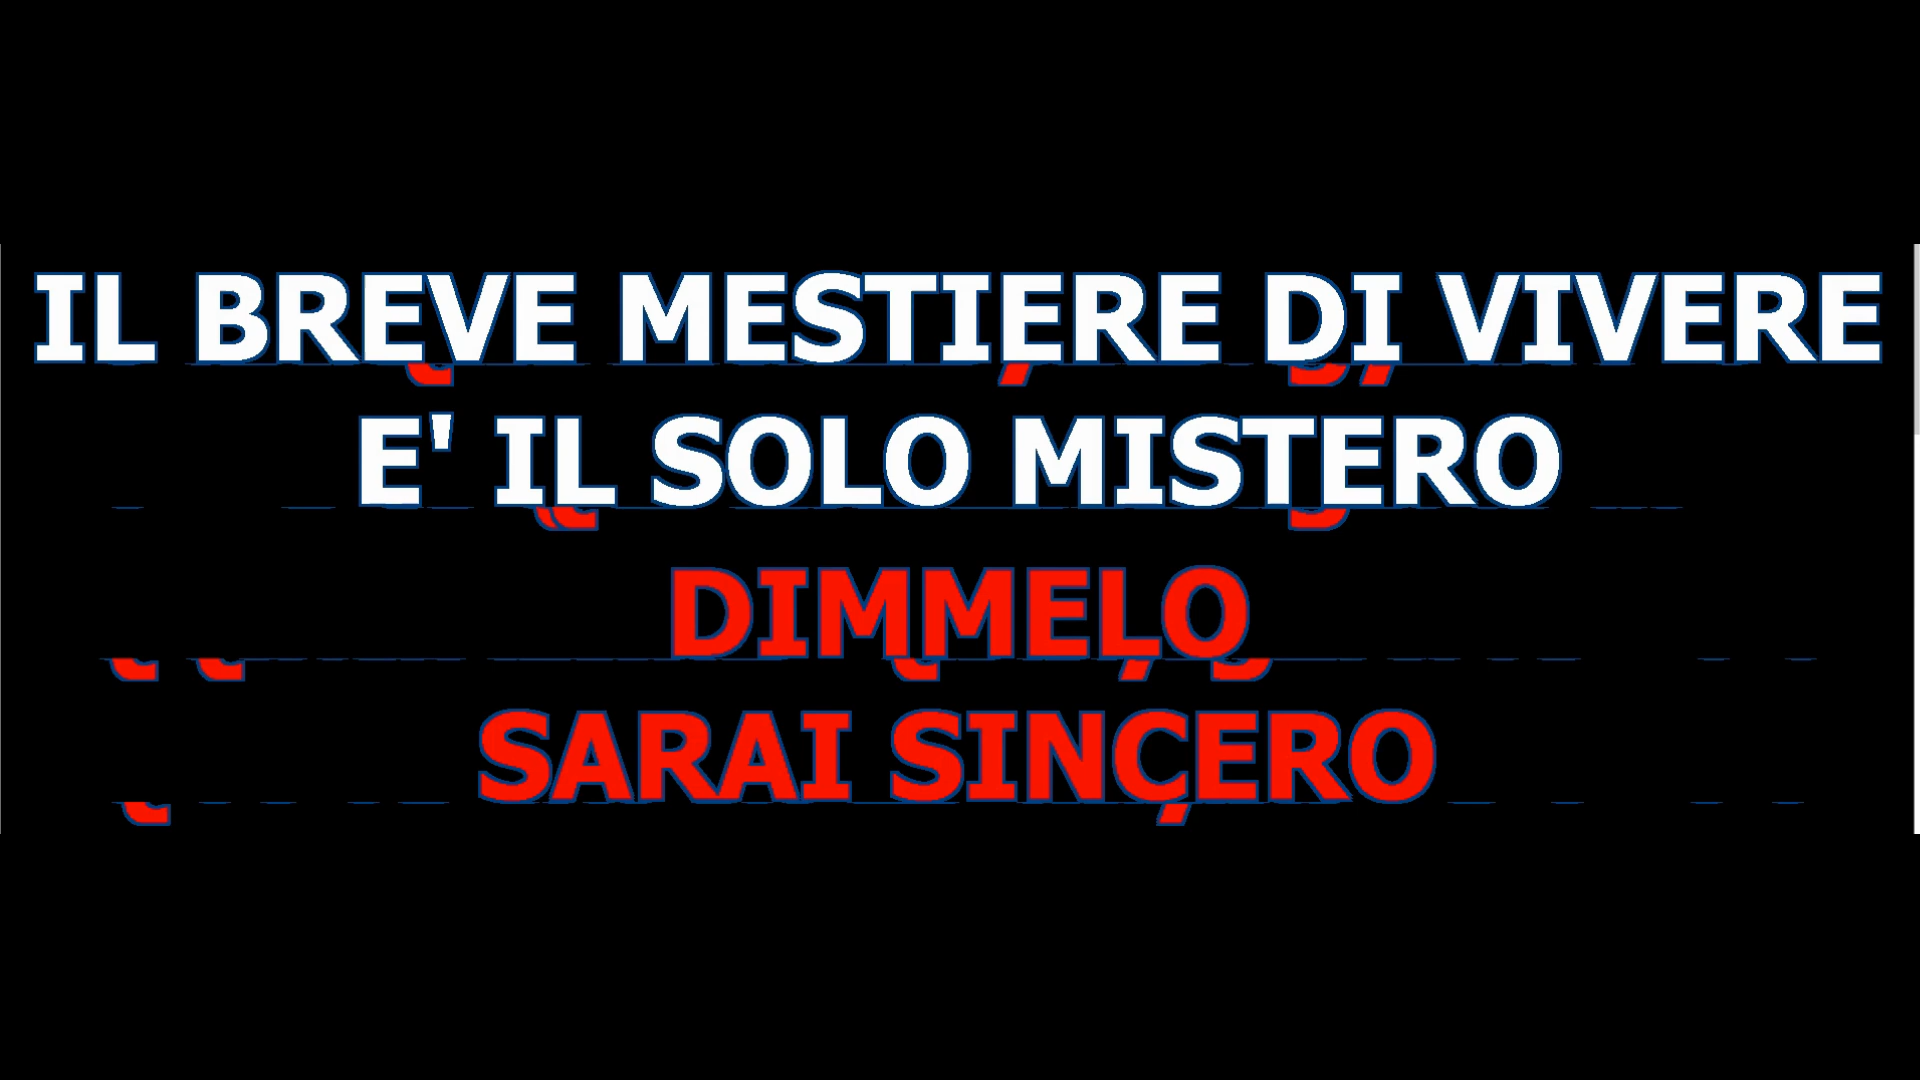 IL BREVE MESTIERE DI VIVERE
E' IL SOLO MISTERO
DIMMELO
SARAI SINCERO